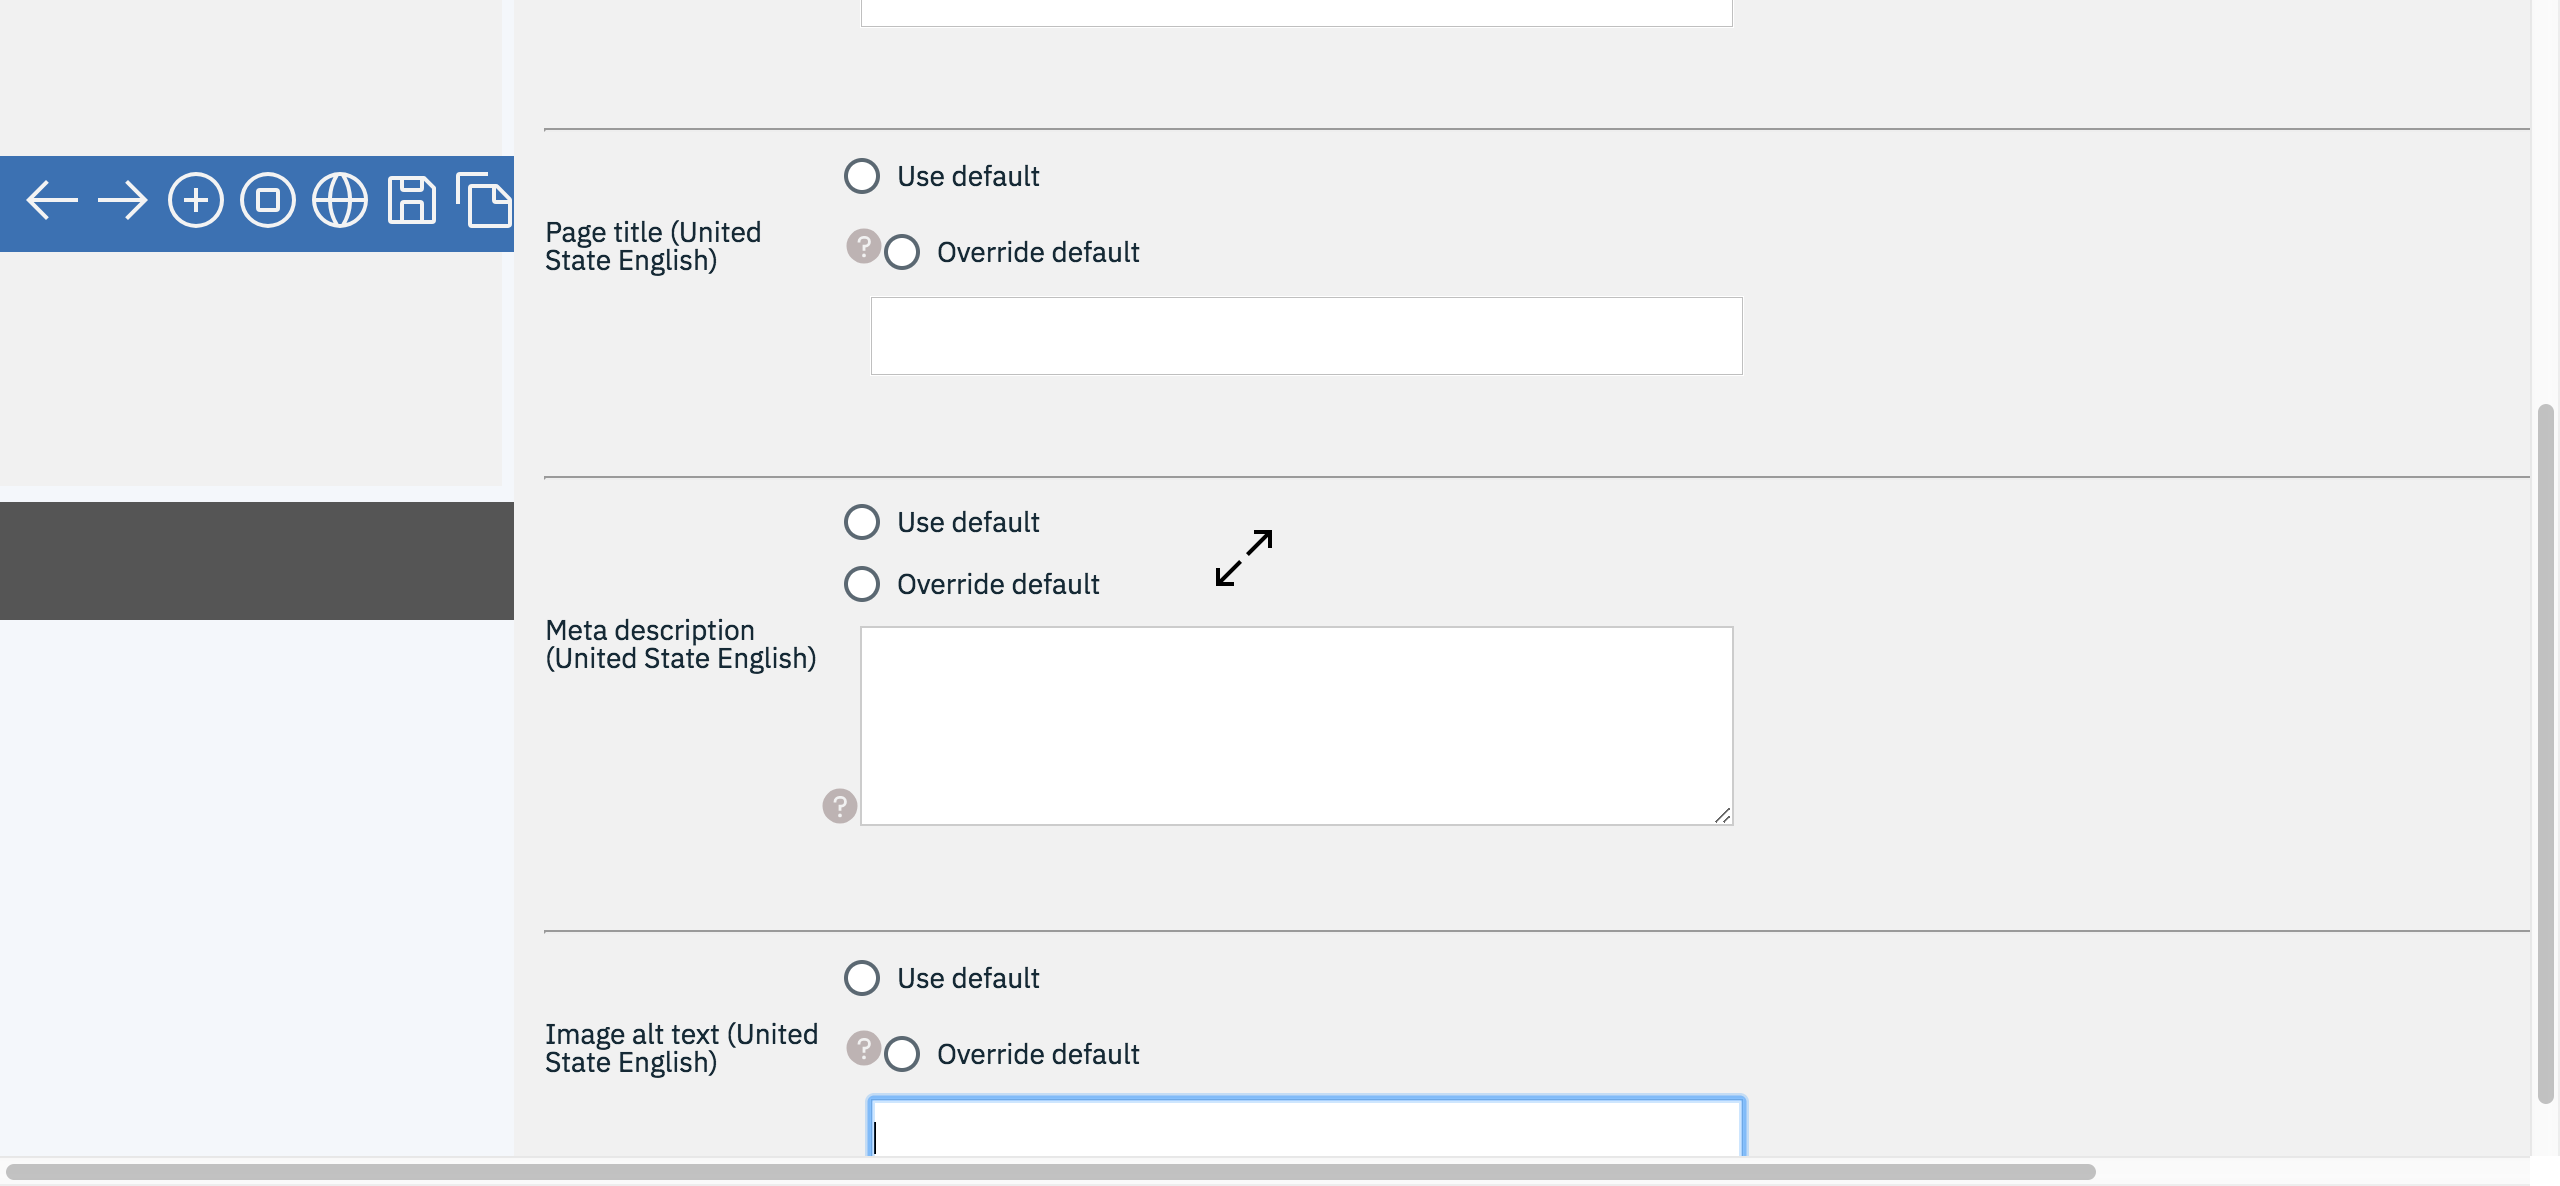 Use default
Page title (United
State English)
? Override default
Use default
Override default
Meta description
(United State English)
?
Use default
Image alt text (United
State English)
? Override default